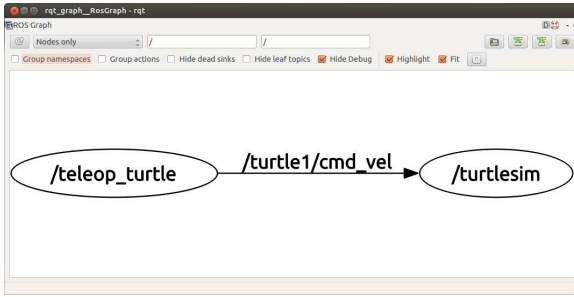 rqt_graph__RosGraph - rqt
ROS Graph
Nodes only / /
Group namespaces Group actions Hide dead sinks Hide leaf topics Hide Debug Highlight Fit
/teleop_turtle /turtle1/cmd_vel /turtlesim